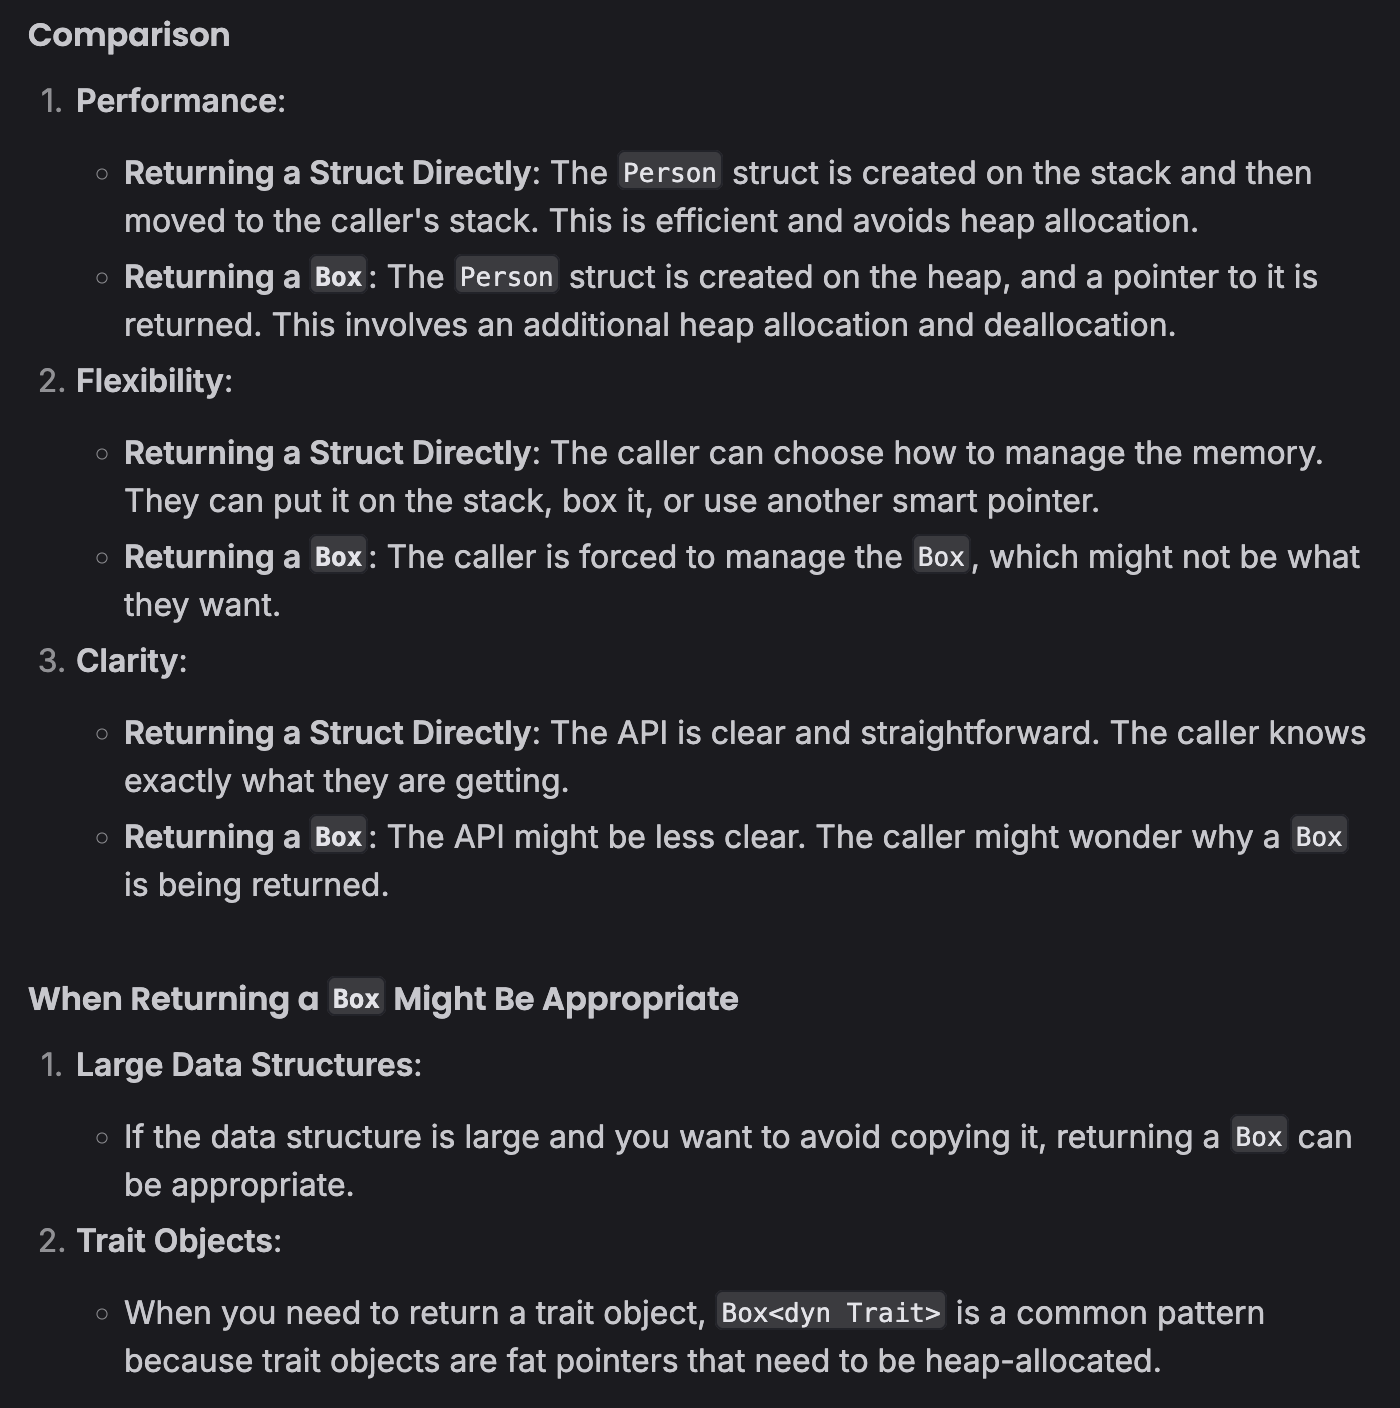 Comparison
1. Performance:
○ Returning a Struct Directly: The Person struct is created on the stack and then
moved to the caller's stack. This is efficient and avoids heap allocation.
○ Returning a Box: The Person struct is created on the heap, and a pointer to it is
returned. This involves an additional heap allocation and deallocation.
2. Flexibility:
○ Returning a Struct Directly: The caller can choose how to manage the memory.
They can put it on the stack, box it, or use another smart pointer.
○ Returning a Box: The caller is forced to manage the Box, which might not be what
they want.
3. Clarity:
○ Returning a Struct Directly: The API is clear and straightforward. The caller knows
exactly what they are getting.
○ Returning a Box: The API might be less clear. The caller might wonder why a Box
is being returned.
When Returning a Box Might Be Appropriate
1. Large Data Structures:
○ If the data structure is large and you want to avoid copying it, returning a Box can
be appropriate.
2. Trait Objects:
○ When you need to return a trait object, Box<dyn Trait> is a common pattern
because trait objects are fat pointers that need to be heap-allocated.